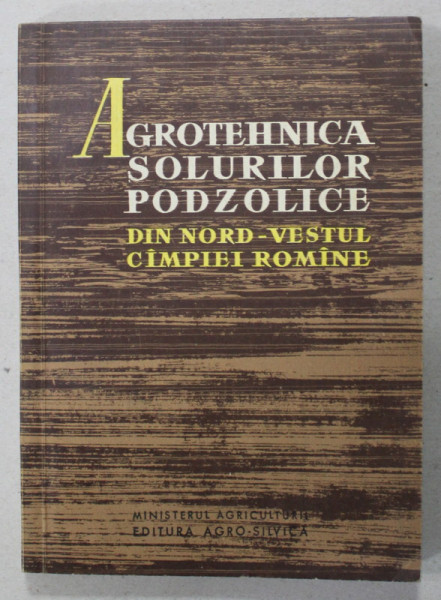 AGROTEHNICA
SOLURILOR
PODZOLICE
DIN NORD-VESTUL
CÎMPIEI ROMÎNE
MINISTERUL AGRICULTURII
EDITURA AGRO-SILVICĂ